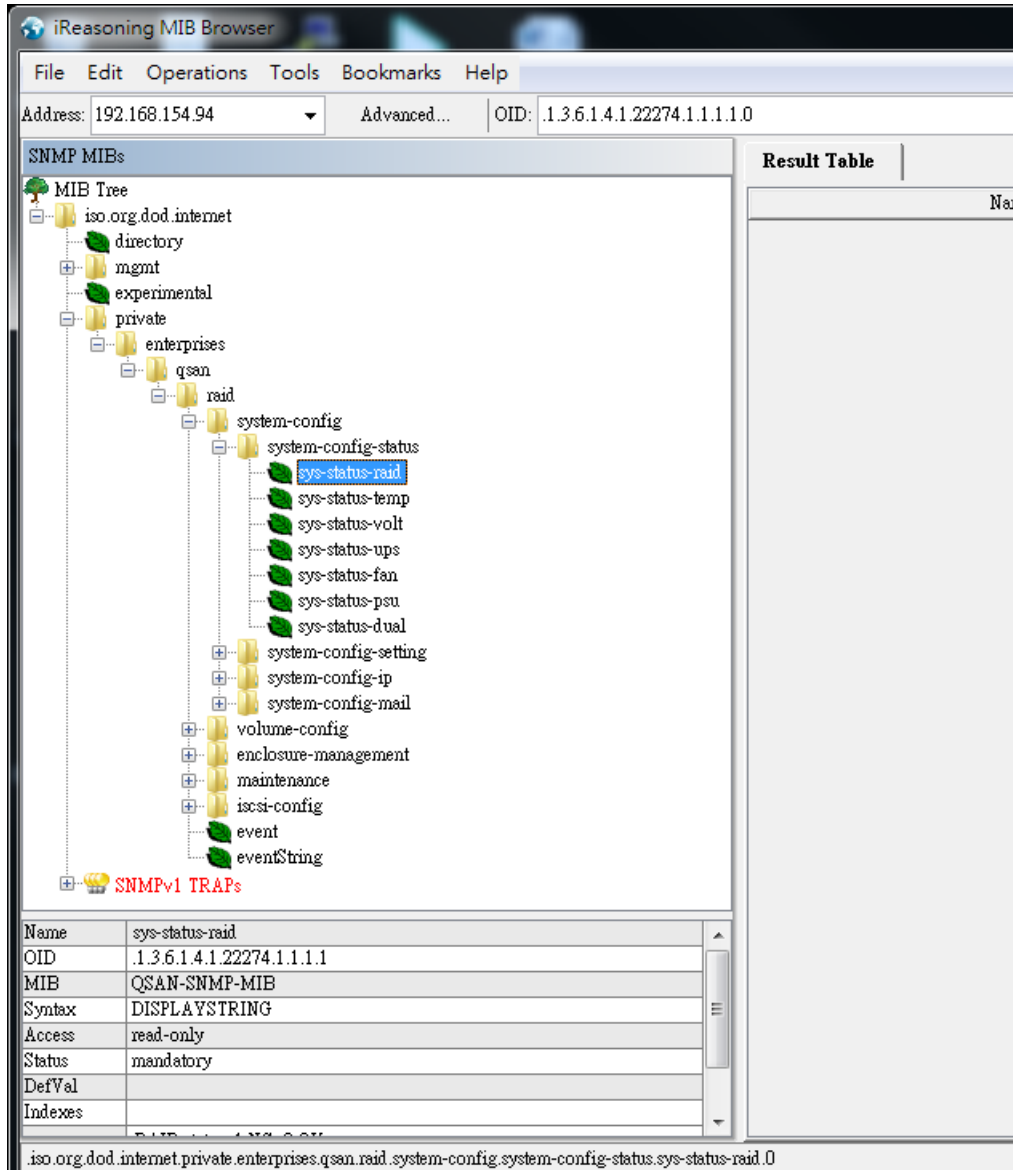 iReasoning MIB Browser
File Edit Operations Tools Bookmarks Help
Address: 192.168.154.94 Advanced... OID: .1.3.6.1.4.1.22274.1.1.1.1.0
SNMP MIBs
Result Table
MIB Tree
iso.org.dod.internet
directory
mgmt
experimental
private
enterprises
qsan
raid
system-config
system-config-status
sys-status-raid
sys-status-temp
sys-status-volt
sys-status-ups
sys-status-fan
sys-status-psu
sys-status-dual
system-config-setting
system-config-ip
system-config-mail
volume-config
enclosure-management
maintenance
iscsi-config
event
eventString
SNMPv1 TRAPs
Name sys-status-raid
OID .1.3.6.1.4.1.22274.1.1.1.1
MIB QSAN-SNMP-MIB
Syntax DISPLAYSTRING
Access read-only
Status mandatory
DefVal
Indexes
.iso.org.dod.internet.private.enterprises.qsan.raid.system-config.system-config-status.sys-status-raid.0